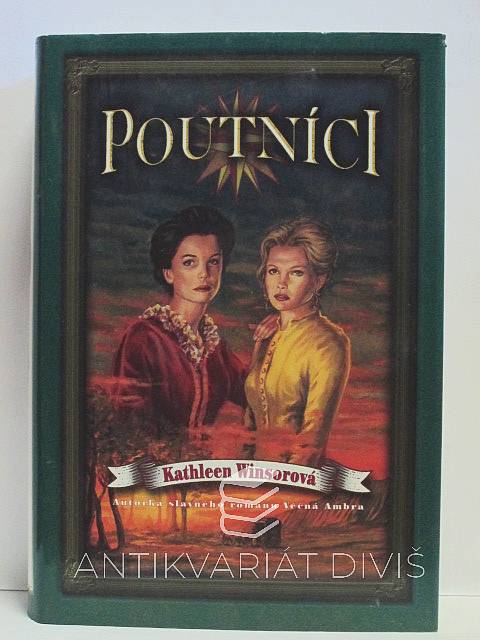 POUTNÍCI
Kathleen Winsorová
Autorka slavného románu Věčná Ambra
ANTIKVARIÁT DIVIŠ